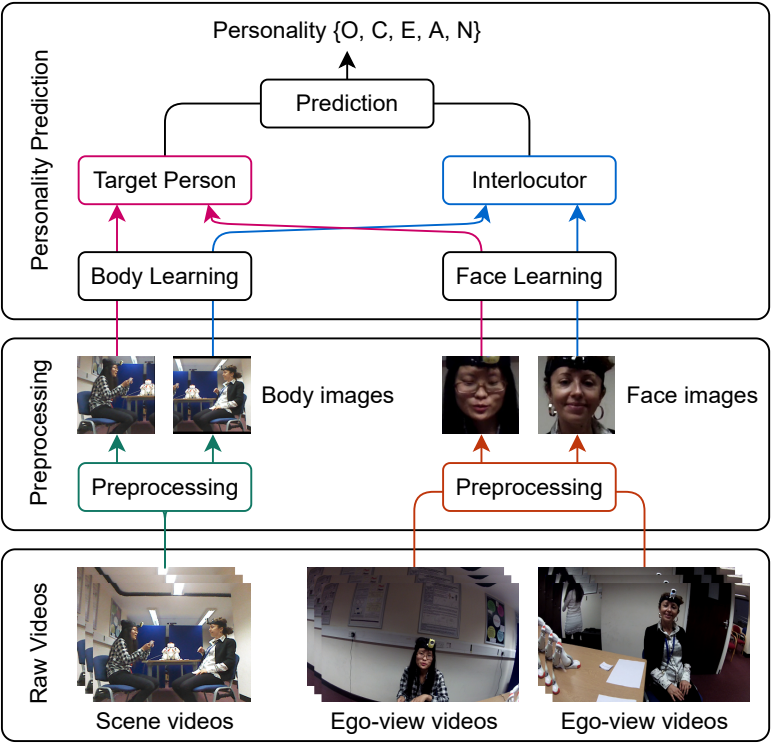 Personality {O, C, E, A, N}
Prediction
Personality Prediction
Target Person
Interlocutor
Body Learning
Face Learning
Preprocessing
Body images
Face images
Preprocessing
Preprocessing
Raw Videos
Scene videos
Ego-view videos
Ego-view videos